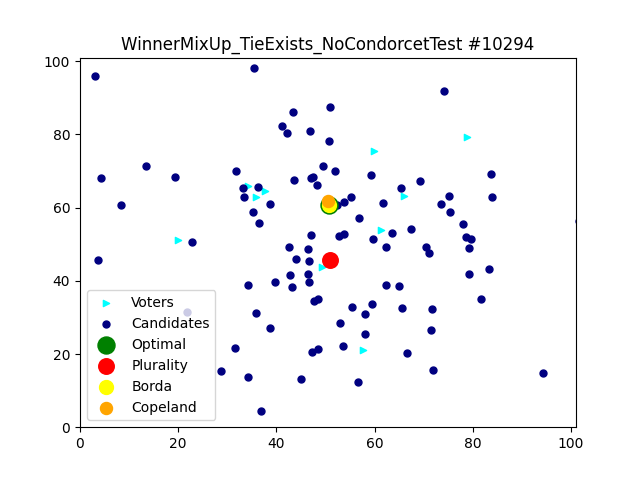 WinnerMixUp_TieExists_NoCondorcetTest #10294
100
80
60
40
20
0
Voters
Candidates
Optimal
Plurality
Borda
Copeland
0 20 40 60 80 100